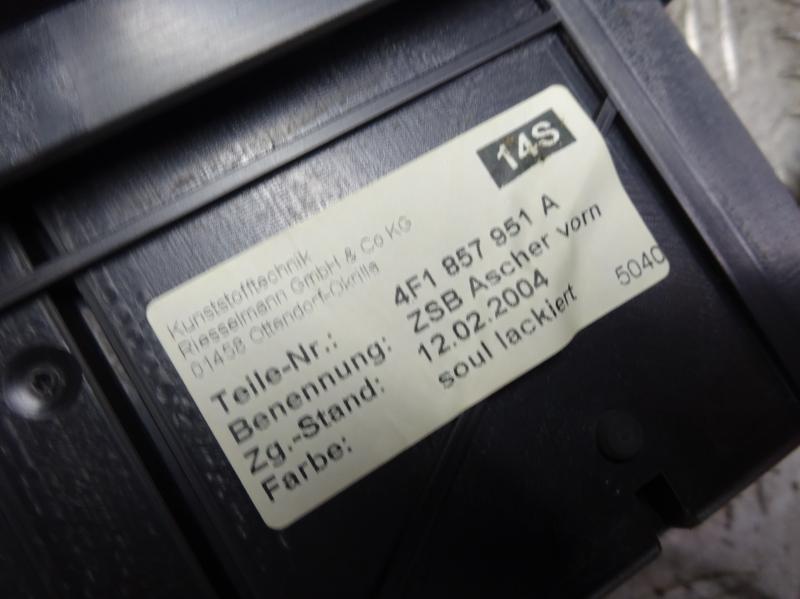 14S
Kunststofftechnik
Riesselmann GmbH & Co KG
01458 Ottendorf-Okrilla
Teile-Nr.: 4F1 857 951 A
Benennung: ZSB Ascher vorn
Zg.-Stand: 12.02.2004
Farbe: soul lackiert
5040